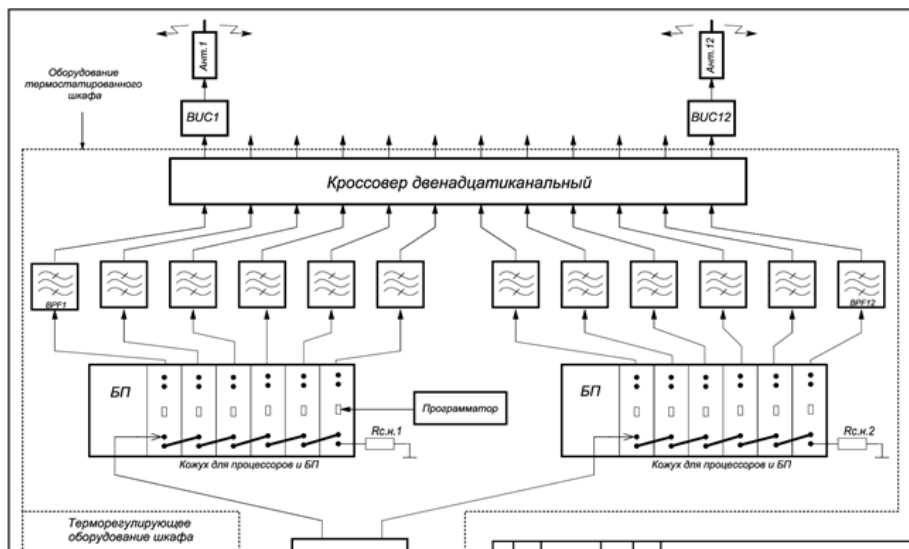 Ант.1
Ант.12
Оборудование
термостатированного
шкафа
BUC1
BUC12
Кроссовер двенадцатиканальный
BPF1
BPF12
БП
БП
Программатор
Rс.н.1
Rс.н.2
Кожух для процессоров и БП
Кожух для процессоров и БП
Терморегулирующее
оборудование шкафа